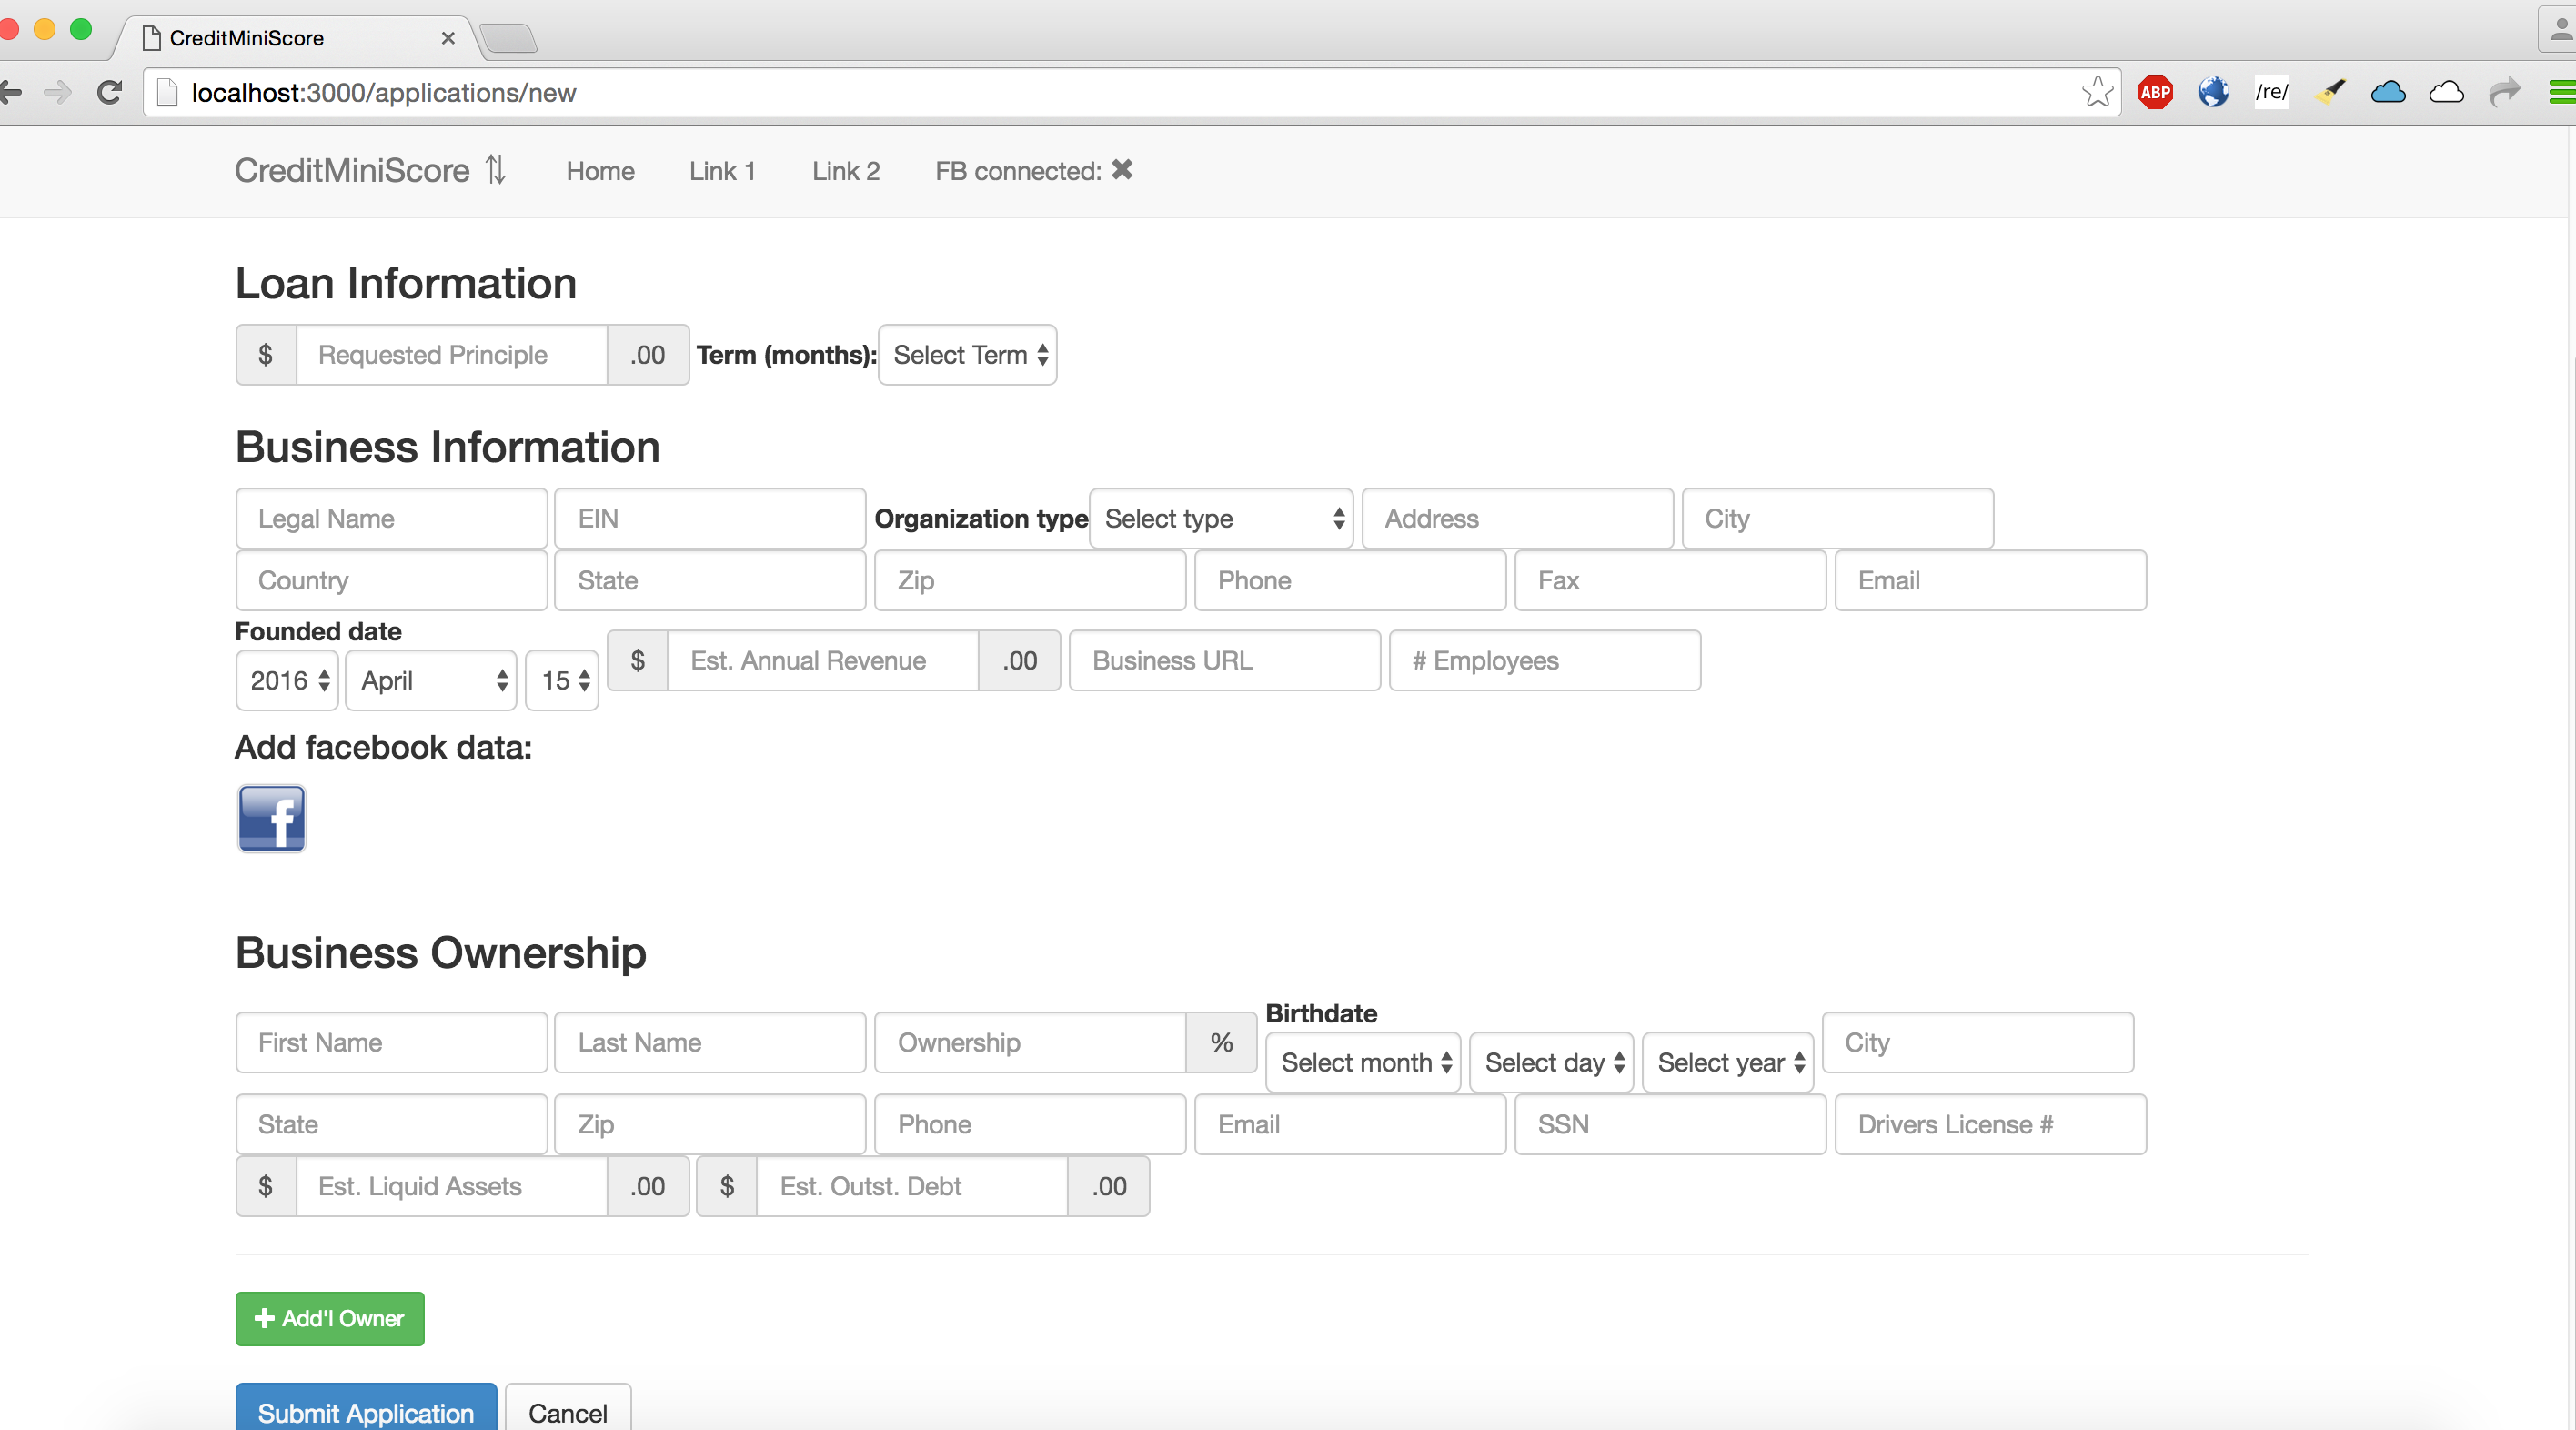 CreditMiniScore
localhost:3000/applications/new
ABP /re/
CreditMiniScore Home Link 1 Link 2 FB connected:
Loan Information
$ Requested Principle .00 Term (months): Select Term
Business Information
Legal Name EIN Organization type Select type Address City
Country State Zip Phone Fax Email
Founded date
2016 April 15 $ Est. Annual Revenue .00 Business URL # Employees
Add facebook data:
f
Business Ownership
Birthdate
First Name Last Name Ownership % Select month Select day Select year City
State Zip Phone Email SSN Drivers License #
$ Est. Liquid Assets .00 $ Est. Outst. Debt .00
Add'l Owner
Submit Application Cancel